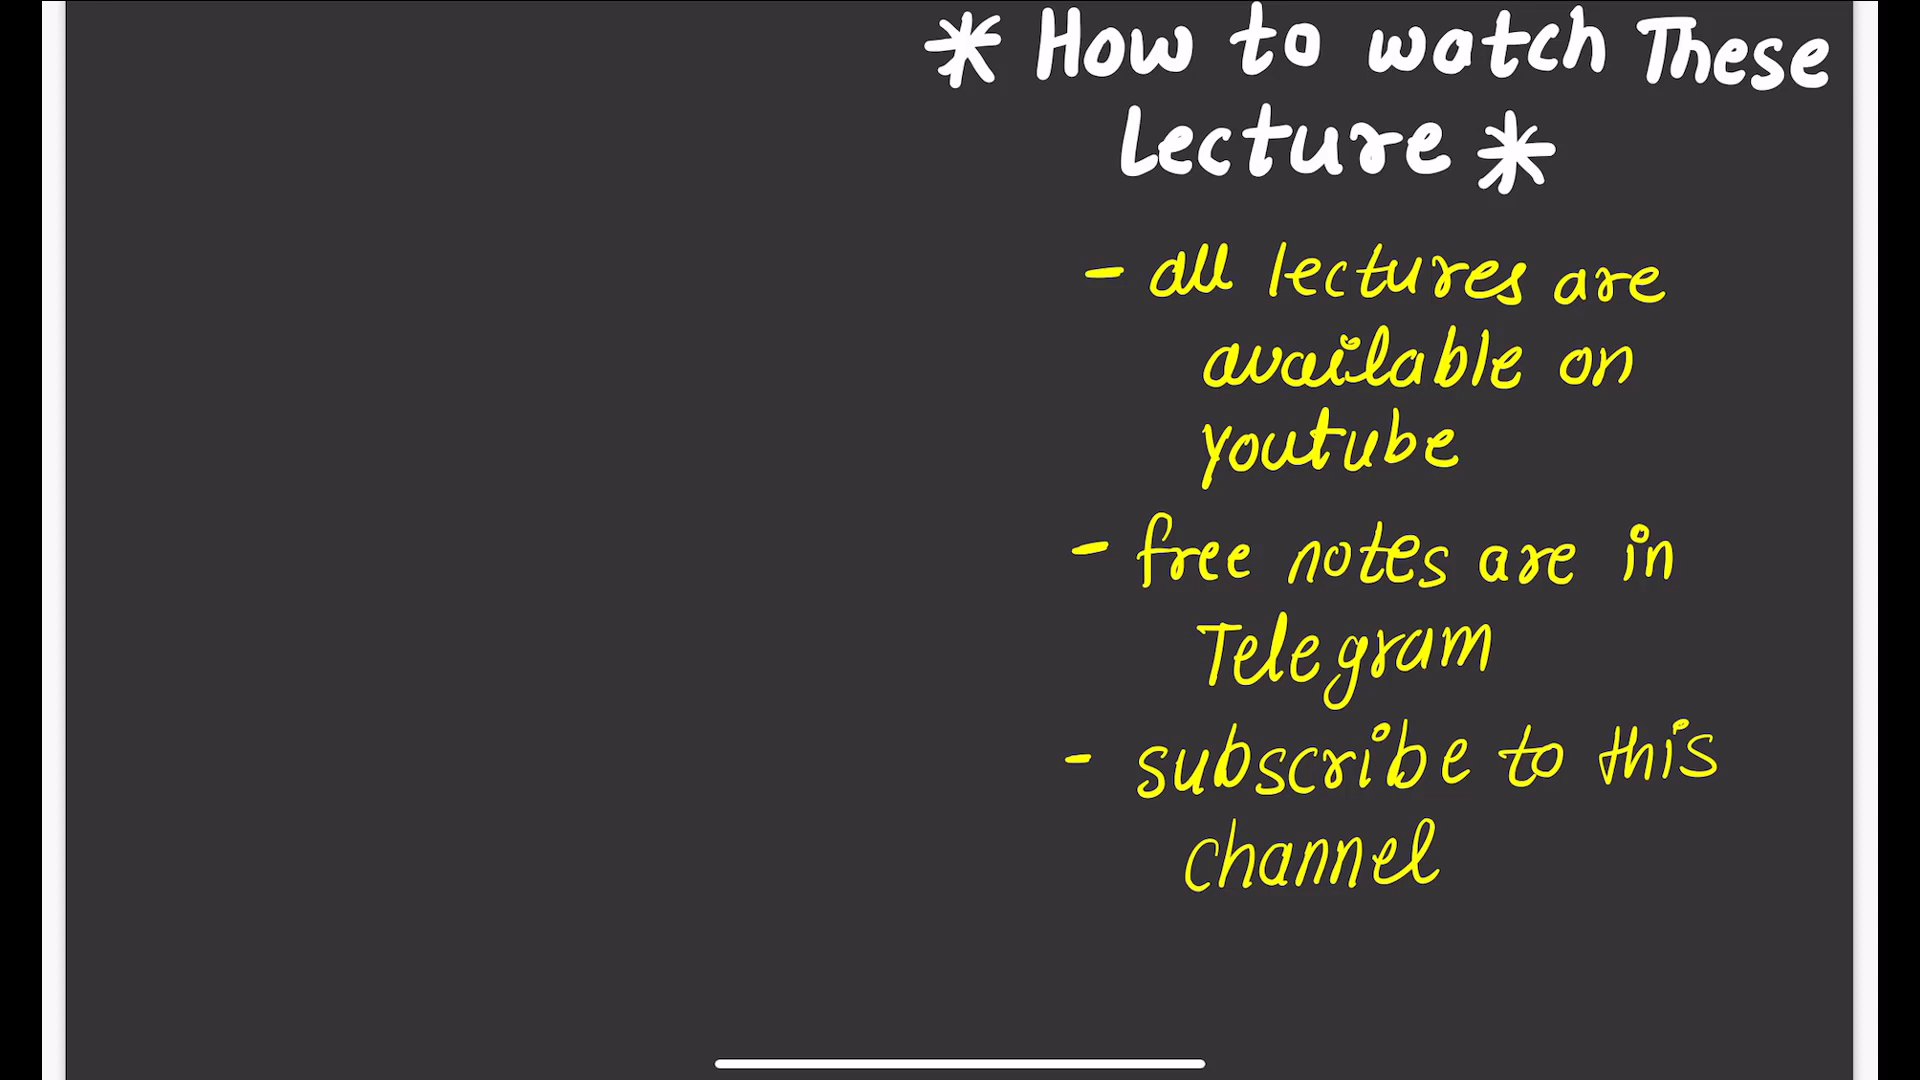 * How to watch These
Lecture *
- all lectures are
available on
youtube
- free notes are in
Telegram
- subscribe to this
channel